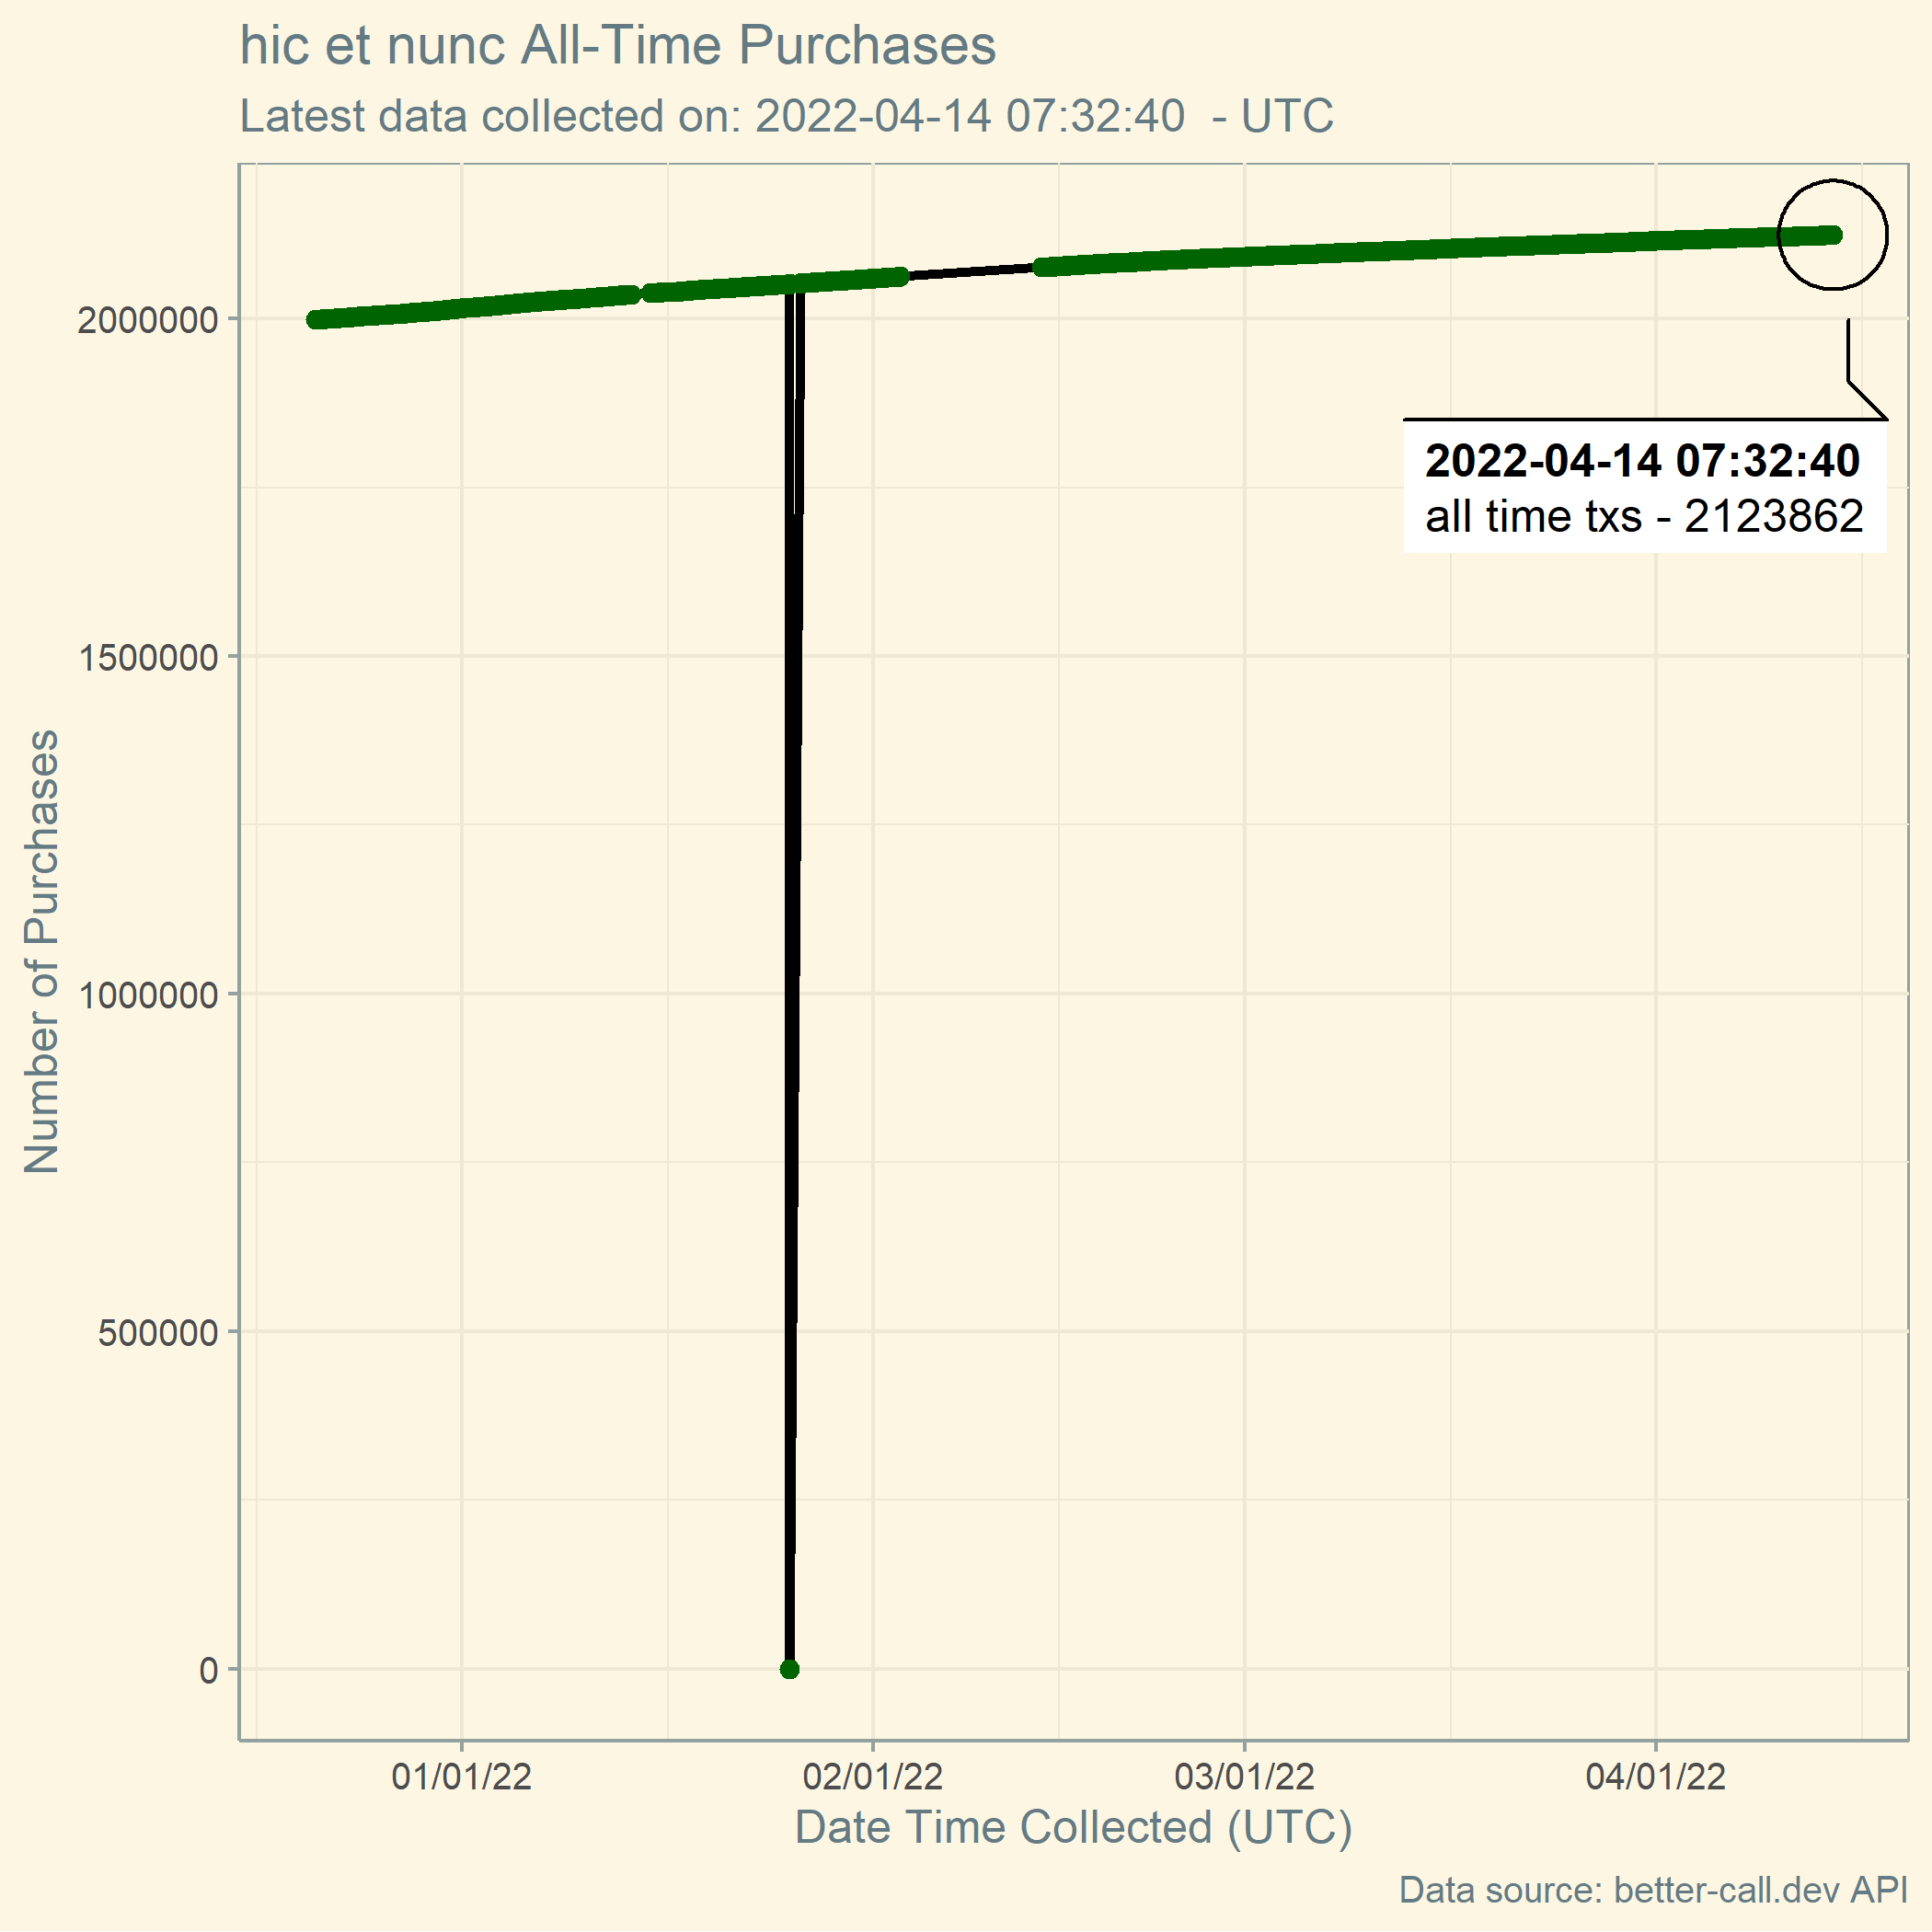 hic et nunc All-Time Purchases
Latest data collected on: 2022-04-14 07:32:40  - UTC
Number of Purchases
2000000
1500000
1000000
500000
0
2022-04-14 07:32:40
all time txs - 2123862
01/01/22
02/01/22
03/01/22
04/01/22
Date Time Collected (UTC)
Data source: better-call.dev API